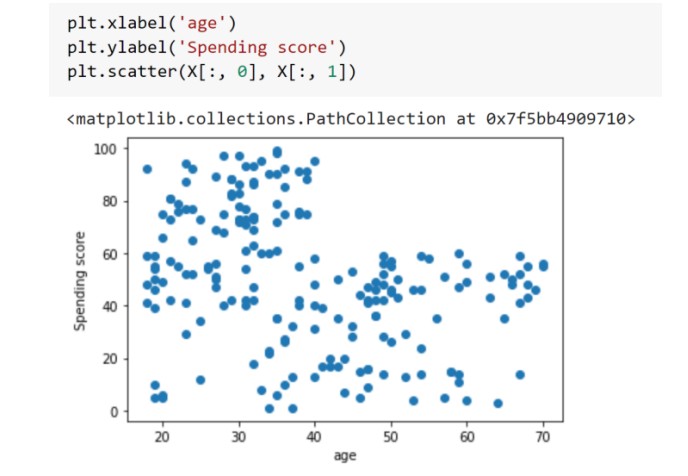 plt.xlabel('age')
plt.ylabel('Spending score')
plt.scatter(X[:, 0], X[:, 1])
<matplotlib.collections.PathCollection at 0x7f5bb4909710>
100
80
60
40
20
0
Spending score
20 30 40 50 60 70
age